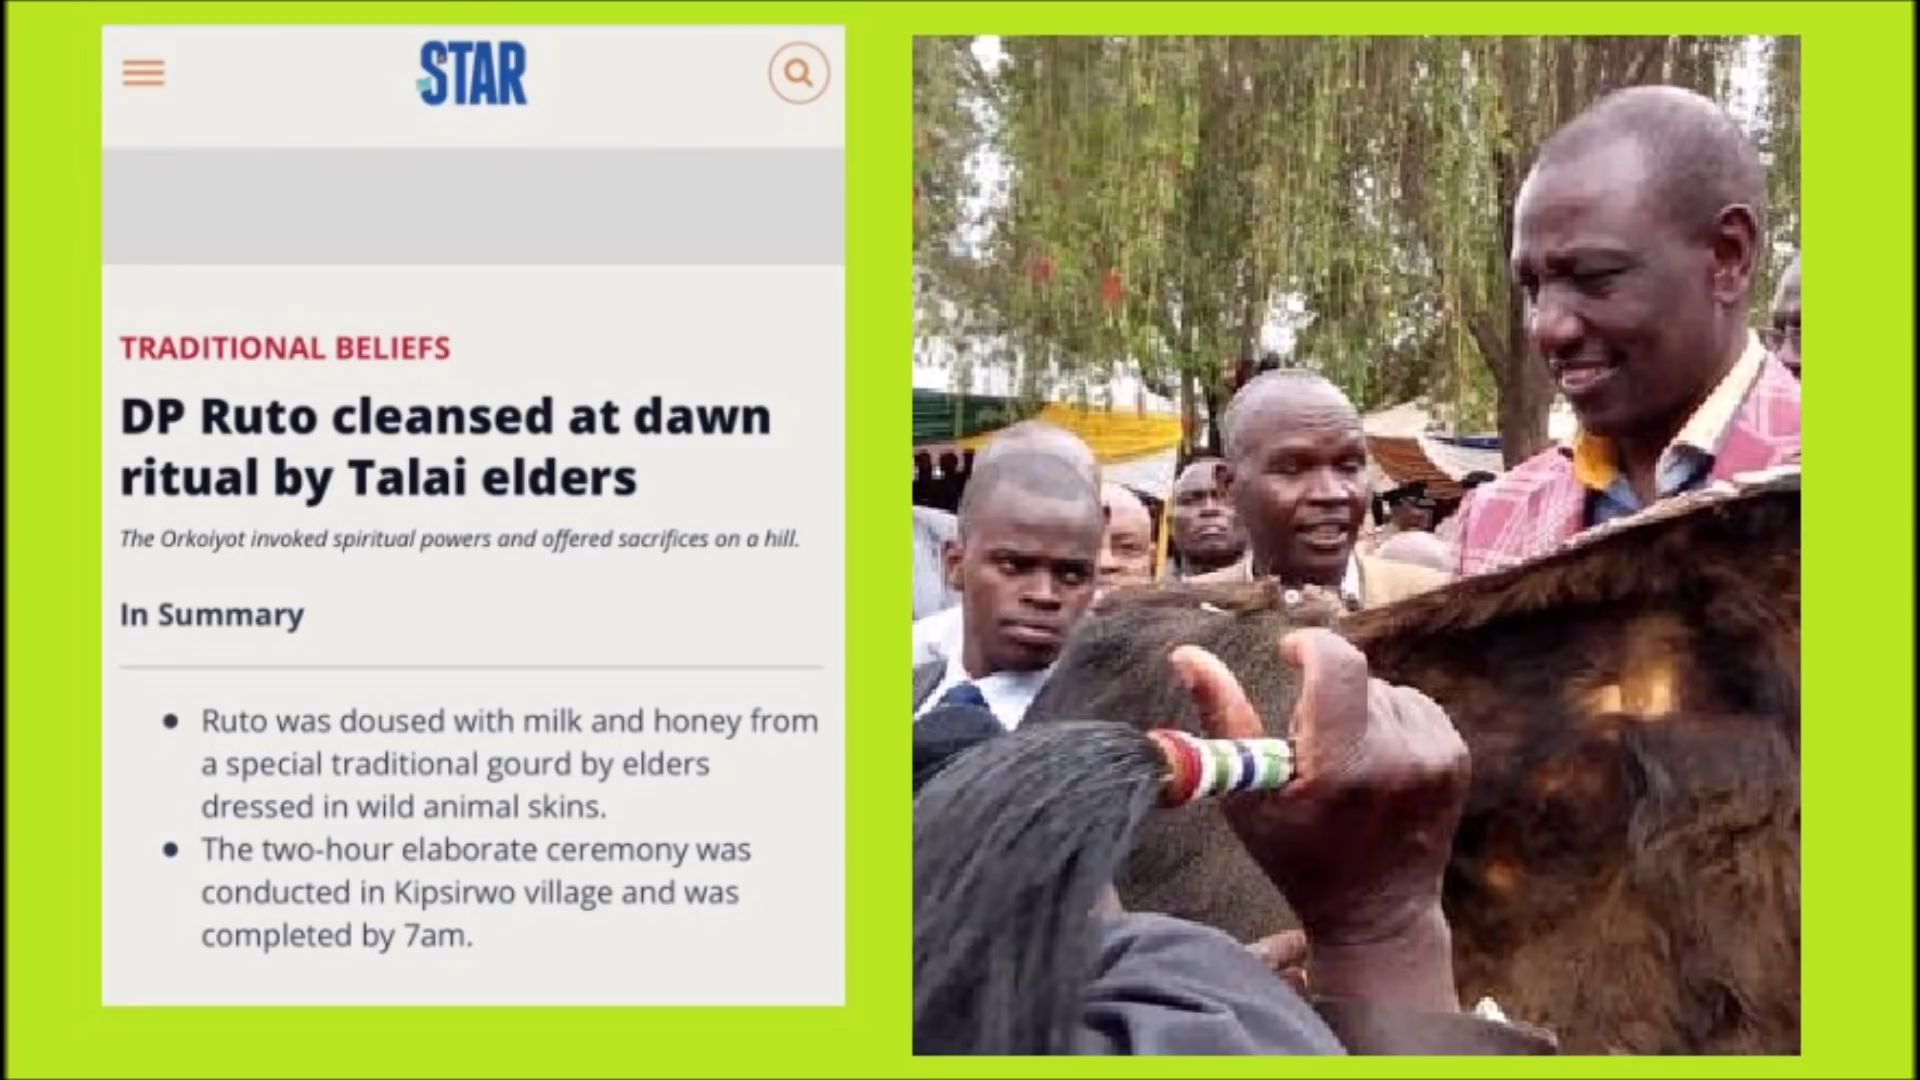 STAR
TRADITIONAL BELIEFS
DP Ruto cleansed at dawn
ritual by Talai elders
The Orkoiyot invoked spiritual powers and offered sacrifices on a hill.
In Summary
Ruto was doused with milk and honey from
a special traditional gourd by elders
dressed in wild animal skins.
The two-hour elaborate ceremony was
conducted in Kipsirwo village and was
completed by 7am.